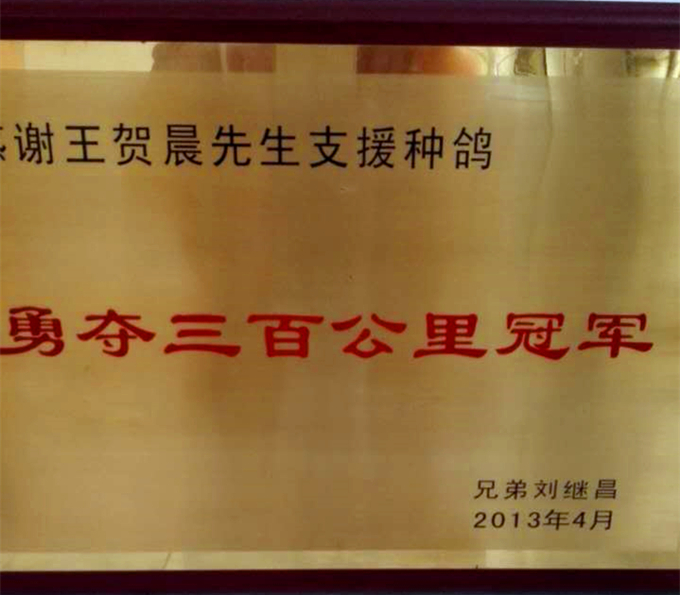 感谢王贺晨先生支援种鸽
勇夺三百公里冠军
兄弟刘继昌
2013年4月